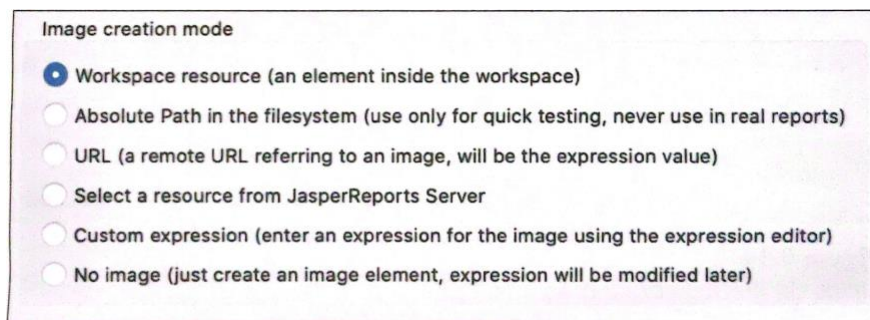 Image creation mode
Workspace resource (an element inside the workspace)
Absolute Path in the filesystem (use only for quick testing, never use in real reports)
URL (a remote URL referring to an image, will be the expression value)
Select a resource from JasperReports Server
Custom expression (enter an expression for the image using the expression editor)
No image (just create an image element, expression will be modified later)